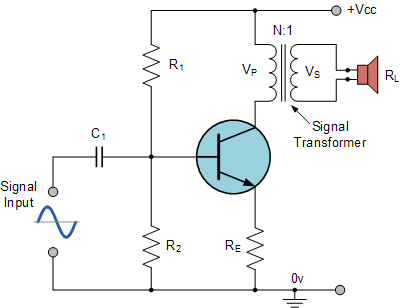 +Vcc
N:1
R1
VP
VS
RL
Signal
Transformer
C1
Signal
Input
R2
RE
0v